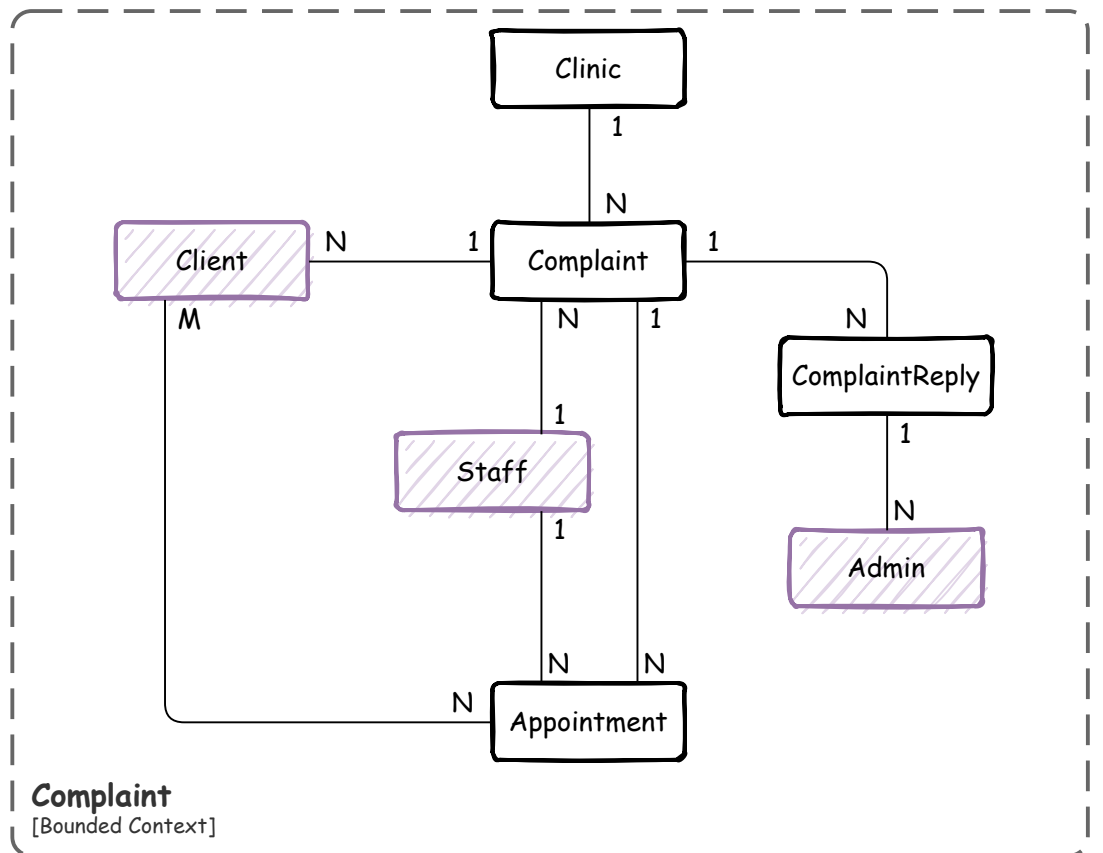 Clinic
1
N
Client
N
1
Complaint
1
M
N
1
N
ComplaintReply
1
Staff
1
1
N
Admin
N
N
N
Appointment
Complaint
[Bounded Context]